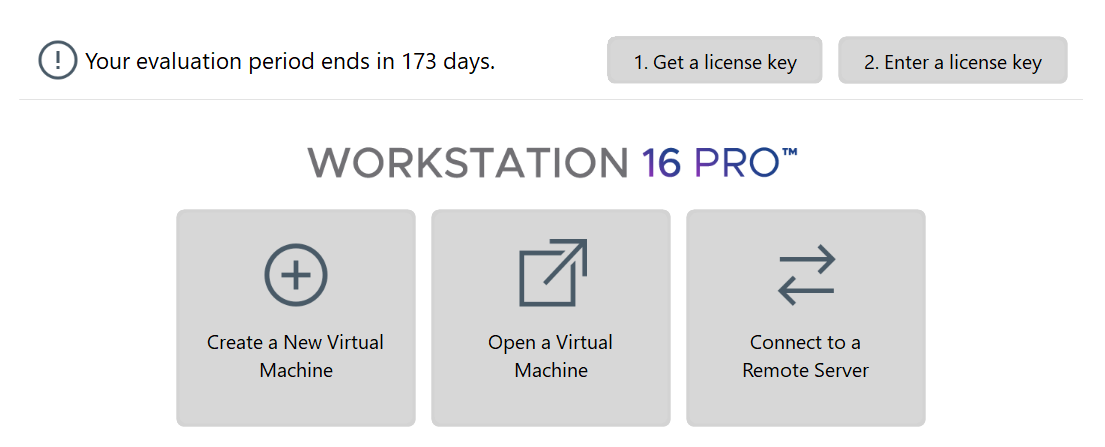 Your evaluation period ends in 173 days.
1. Get a license key
2. Enter a license key
WORKSTATION 16 PRO™
Create a New Virtual
Machine
Open a Virtual
Machine
Connect to a
Remote Server